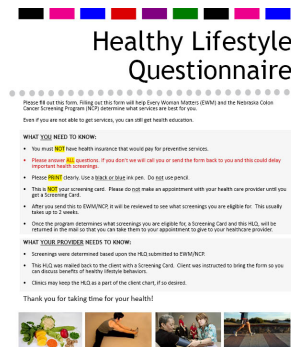 Healthy Lifestyle
Questionnaire
Please fill out this form. Filling out this form will help Every Woman Matters (EWM) and the Nebraska Colon
Cancer Screening Program (NCP) determine what services are best for you.
Even if you are not able to get services, you can still get health education.
WHAT YOU NEED TO KNOW:
• You must NOT have health insurance that would pay for preventive services.
• Please answer ALL questions. If you don't we will call you or send the form back to you and this could delay
important health screenings.
• Please PRINT clearly. Use a black or blue ink pen. Do not use pencil.
• This is NOT your screening card. Please do not make an appointment with your health care provider until you
get a Screening Card.
• After you send this to EWM/NCP, it will be reviewed to see what screenings you are eligible for. This usually
takes up to 2 weeks.
• Once the program determines what screenings you are eligible for, a Screening Card and this HLQ, will be
returned in the mail so that you can take them to your appointment to give to your healthcare provider.
WHAT YOUR PROVIDER NEEDS TO KNOW:
• Screenings were determined based upon the HLQ submitted to EWM/NCP.
• This HLQ was mailed back to the client with a Screening Card. Client was instructed to bring the form so you
can discuss benefits of healthy lifestyle behaviors.
• Clinics may keep the HLQ as a part of the client chart, if so desired.
Thank you for taking time for your health!